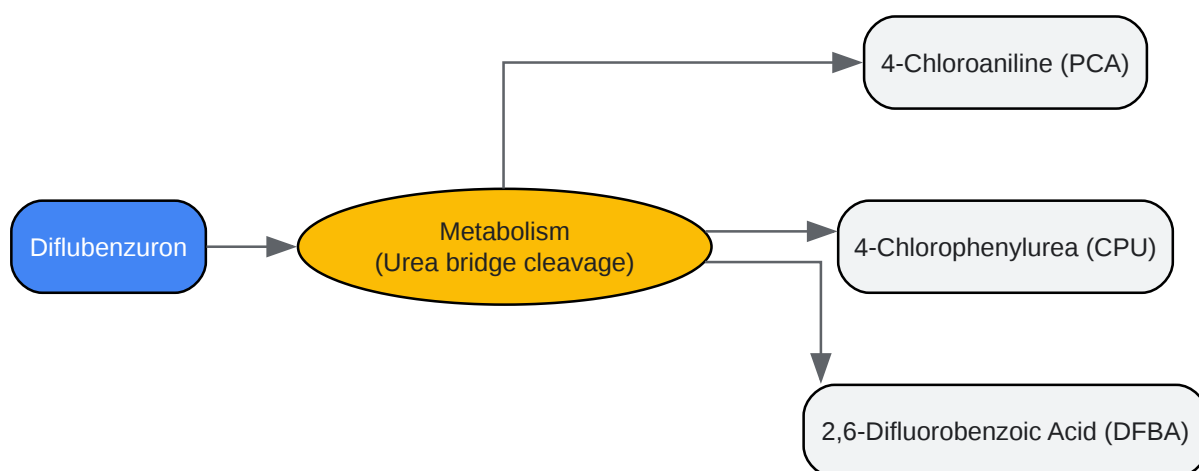 4-Chloroaniline (PCA)
Diflubenzuron
Metabolism
(Urea bridge cleavage)
4-Chlorophenylurea (CPU)
2,6-Difluorobenzoic Acid (DFBA)